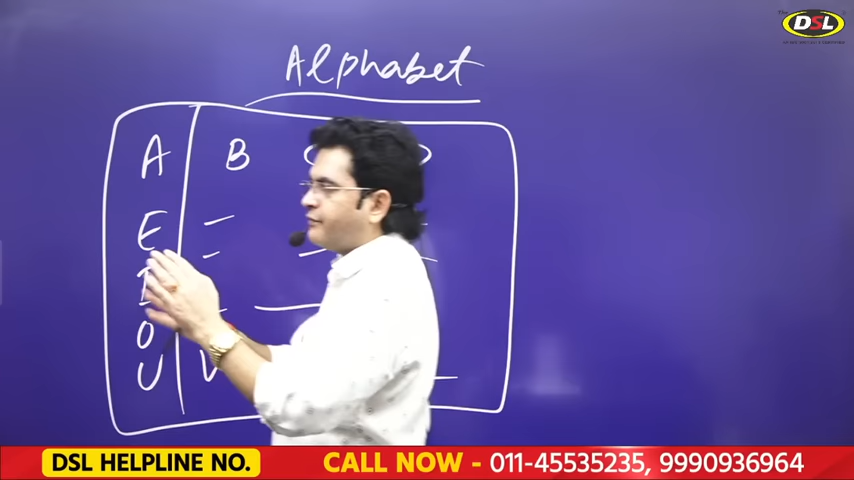 DSL
Alphabet
A B
E
I
O
U V
DSL HELPLINE NO. CALL NOW - 011-45535235, 9990936964